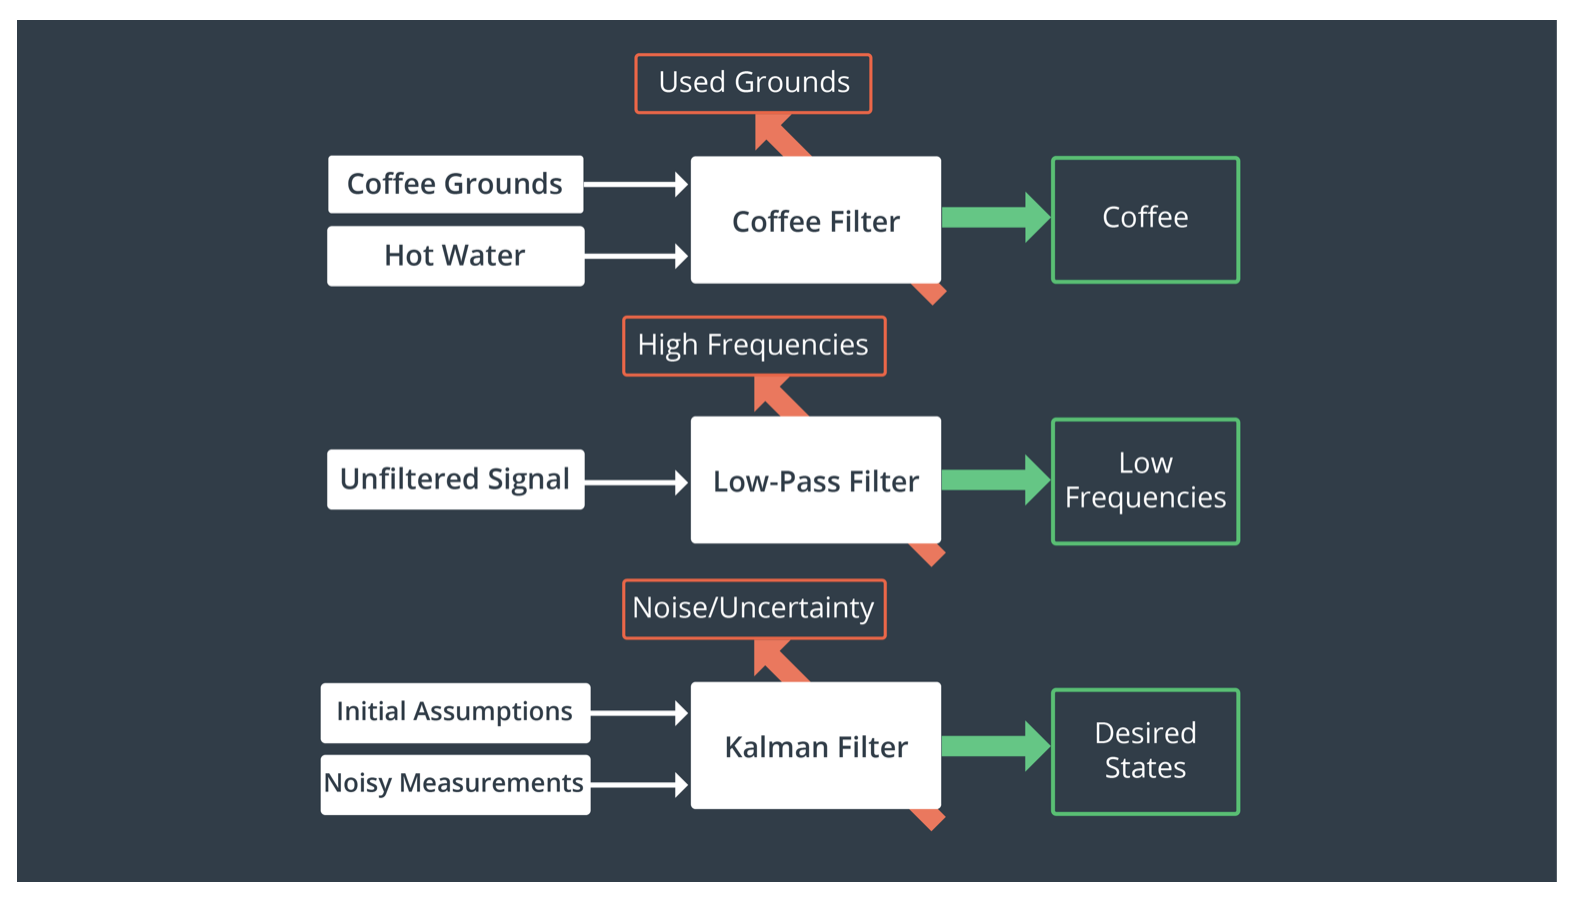 Used Grounds
Coffee Grounds
Hot Water
Coffee Filter
Coffee
High Frequencies
Unfiltered Signal
Low-Pass Filter
Low
Frequencies
Noise/Uncertainty
Initial Assumptions
Noisy Measurements
Kalman Filter
Desired
States